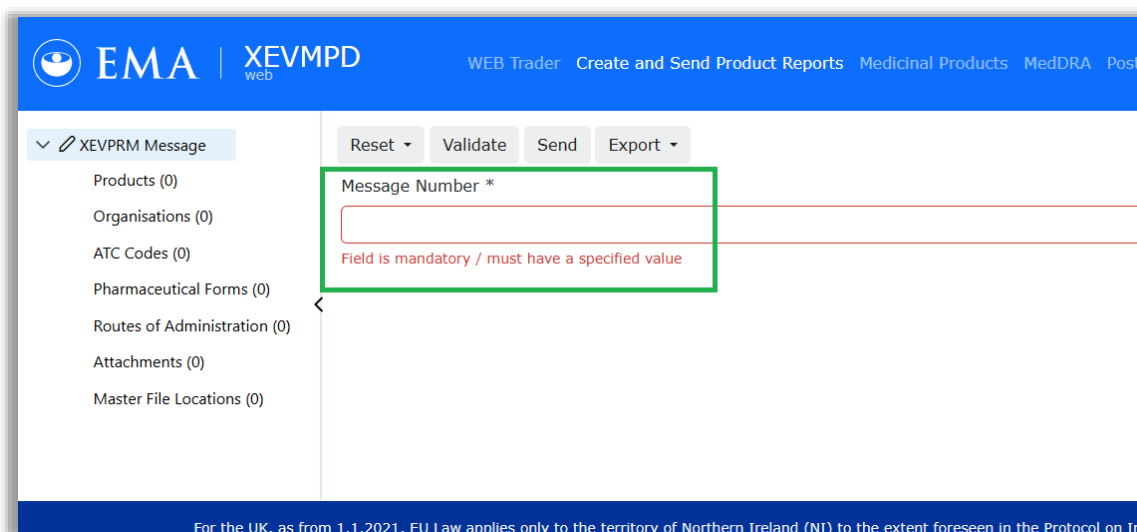 EMA | XEVMPD
web
WEB Trader Create and Send Product Reports Medicinal Products MedDRA Post
XEVPRM Message
Products (0)
Organisations (0)
ATC Codes (0)
Pharmaceutical Forms (0)
Routes of Administration (0)
Attachments (0)
Master File Locations (0)
Reset Validate Send Export
Message Number *
Field is mandatory / must have a specified value
For the UK, as from 1.1.2021, EU Law applies only to the territory of Northern Ireland (NI) to the extent foreseen in the Protocol on